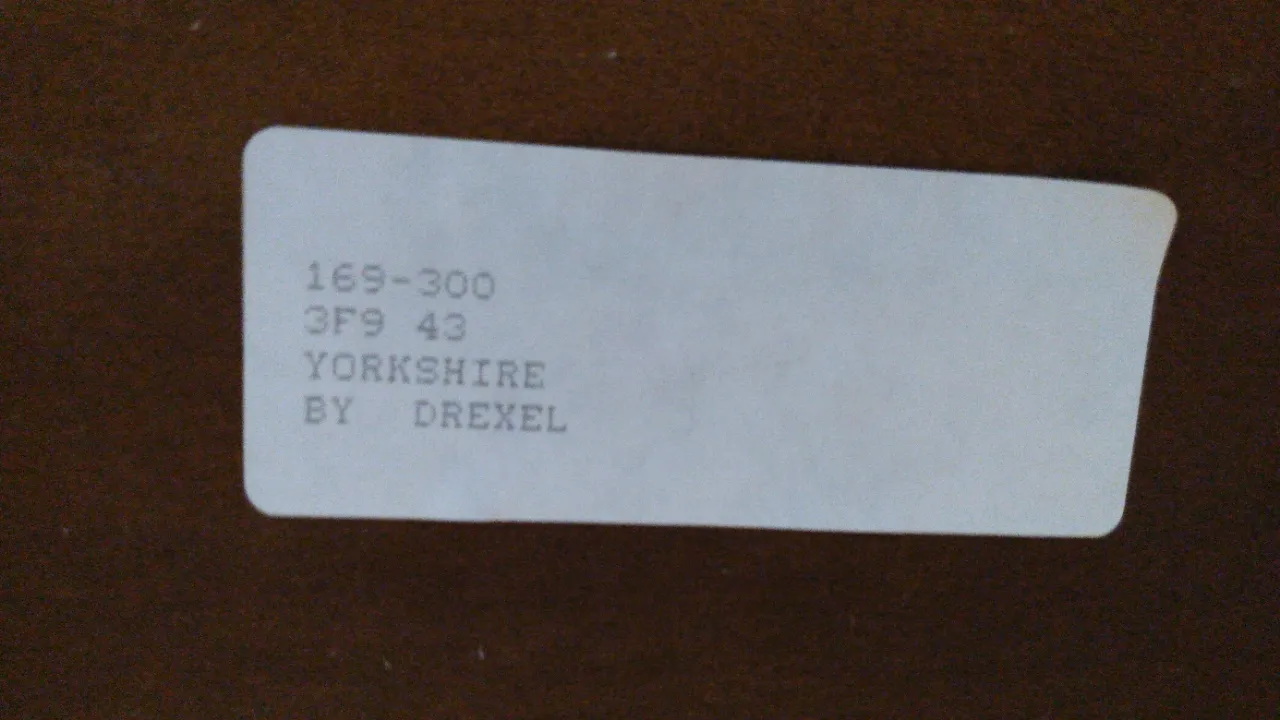 169-300
3F9 43
YORKSHIRE
BY DREXEL